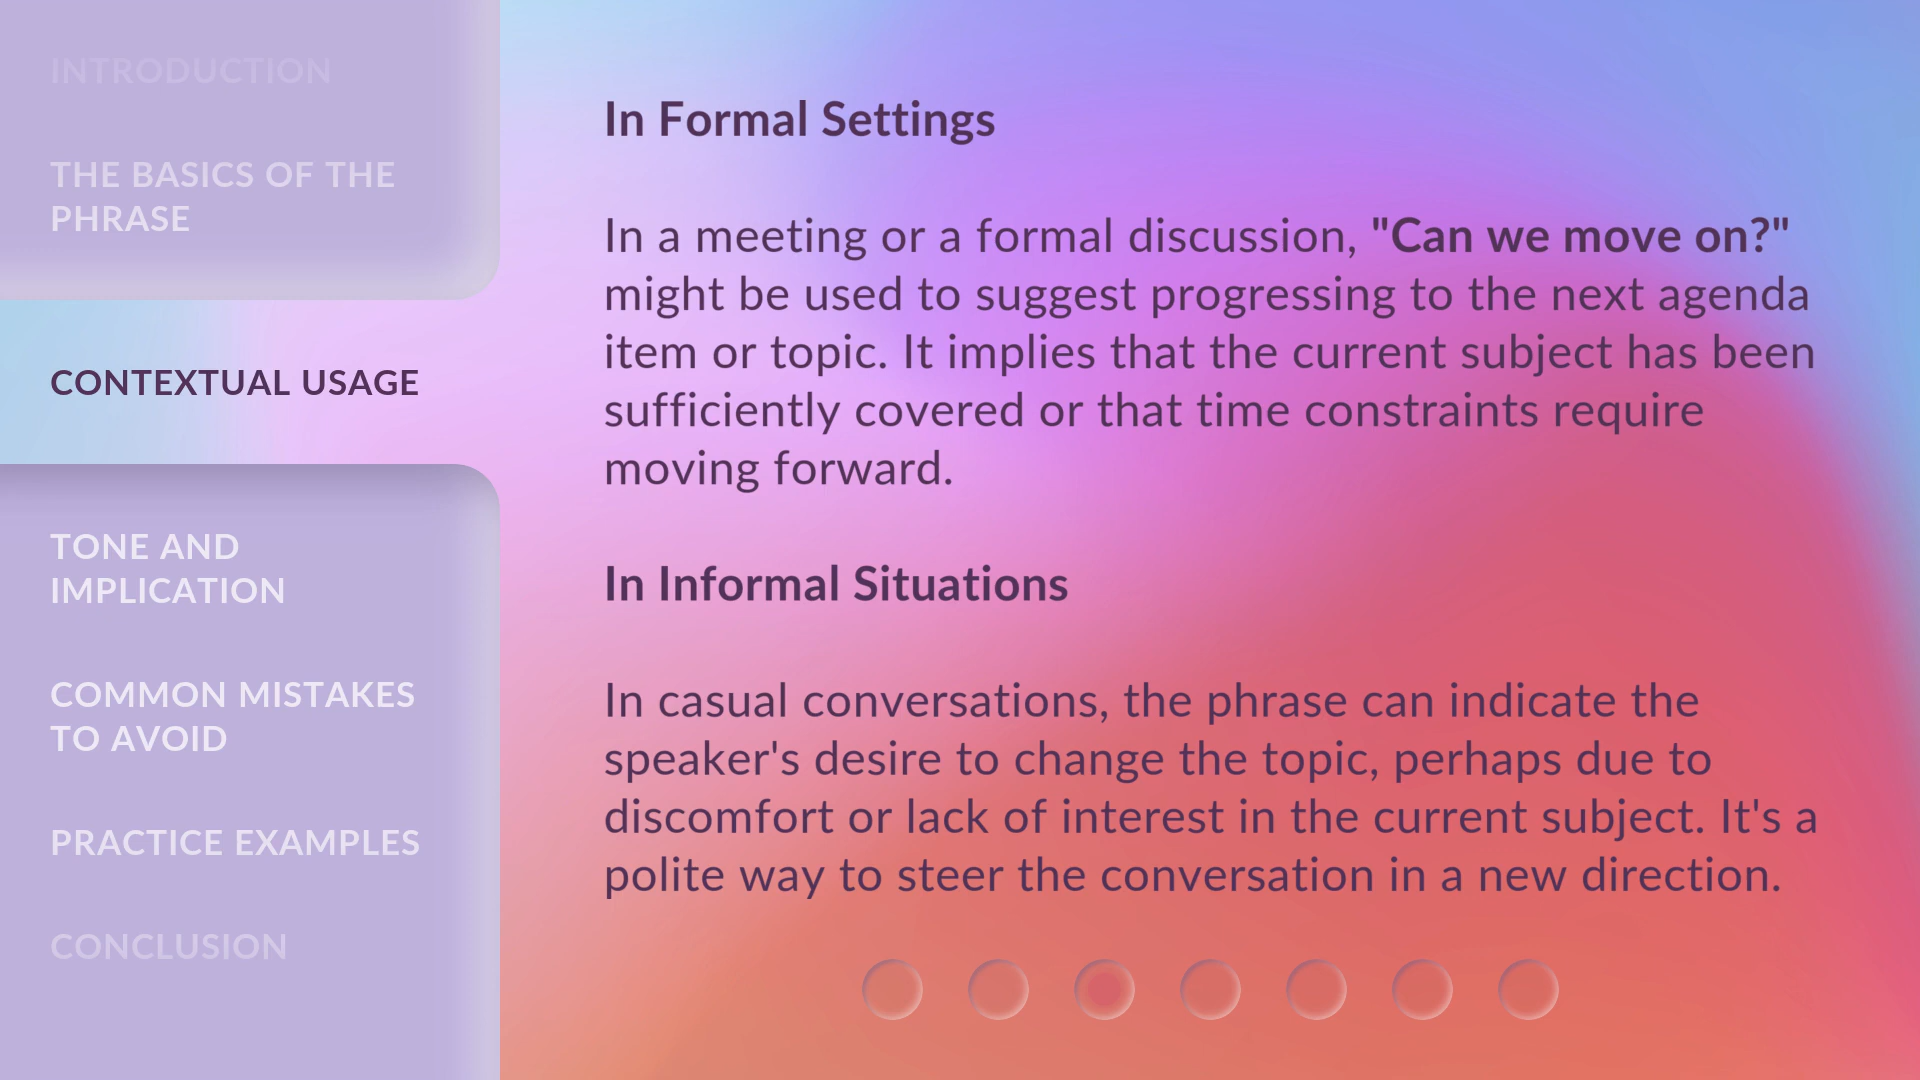 INTRODUCTION
THE BASICS OF THE
PHRASE
CONTEXTUAL USAGE
TONE AND
IMPLICATION
COMMON MISTAKES
TO AVOID
PRACTICE EXAMPLES
CONCLUSION
In Formal Settings
In a meeting or a formal discussion, "Can we move on?"
might be used to suggest progressing to the next agenda
item or topic. It implies that the current subject has been
sufficiently covered or that time constraints require
moving forward.
In Informal Situations
In casual conversations, the phrase can indicate the
speaker's desire to change the topic, perhaps due to
discomfort or lack of interest in the current subject. It's a
polite way to steer the conversation in a new direction.